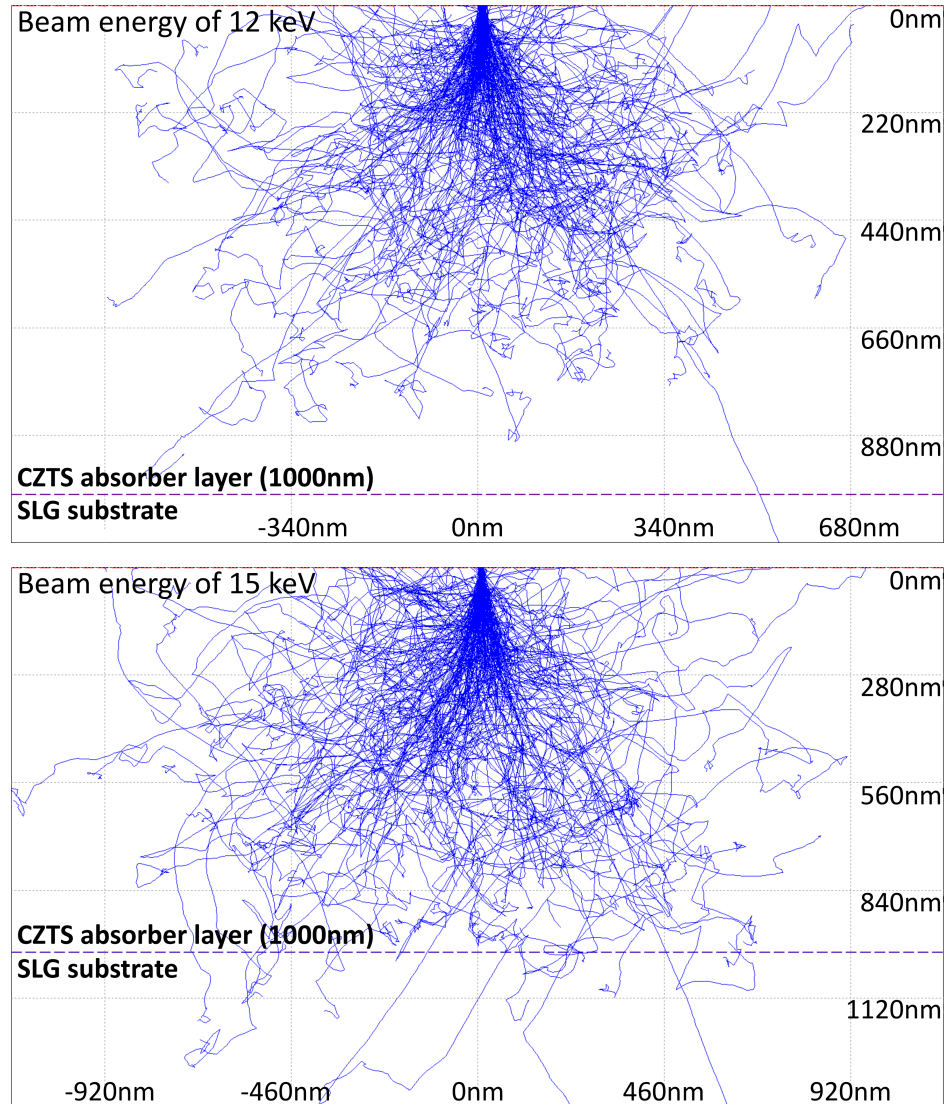 Beam energy of 12 keV
0nm
220nm
440nm
660nm
880nm
CZTS absorber layer (1000nm)
SLG substrate
-340nm 0nm 340nm 680nm
Beam energy of 15 keV
0nm
280nm
560nm
840nm
CZTS absorber layer (1000nm)
SLG substrate
1120nm
-920nm -460nm 0nm 460nm 920nm